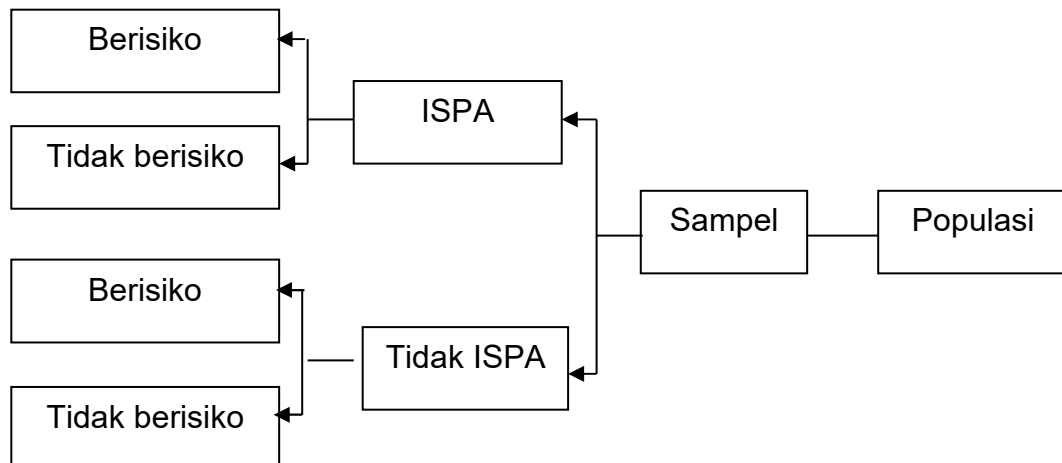 Berisiko
ISPA
Tidak berisiko
Sampel
Populasi
Berisiko
Tidak ISPA
Tidak berisiko